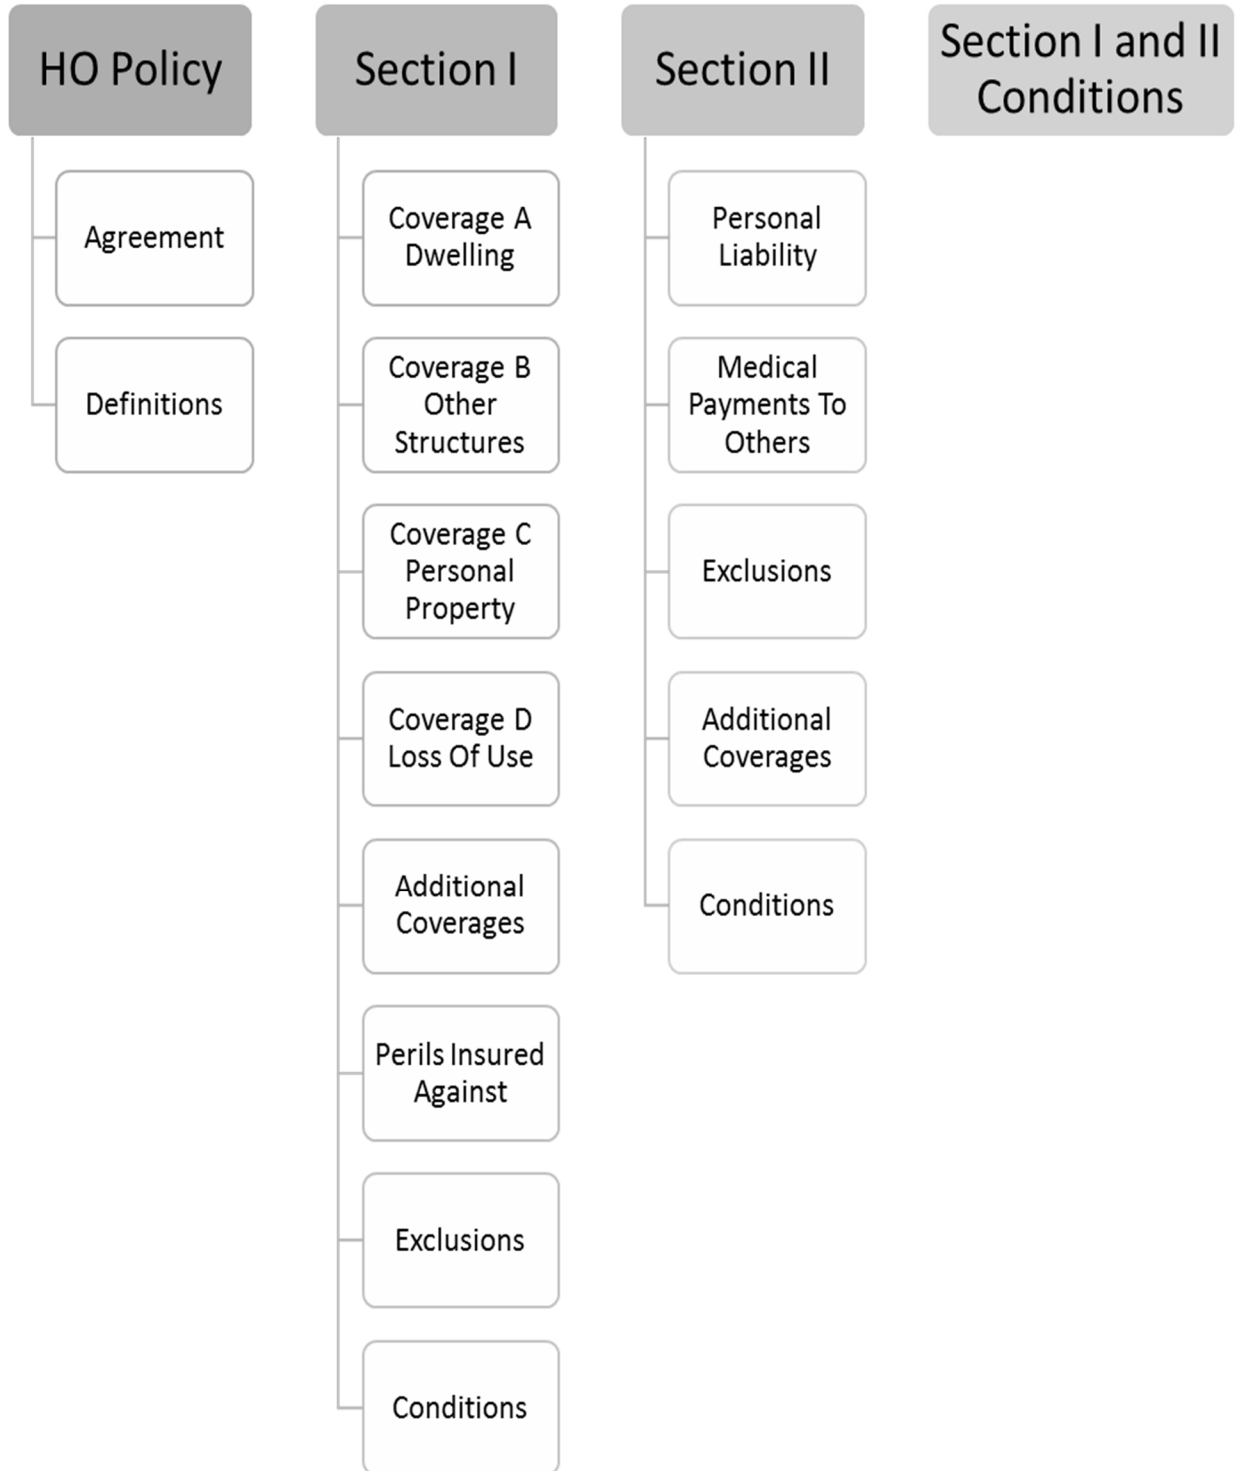 HO Policy
Agreement
Definitions
Section I
Coverage A
Dwelling
Coverage B
Other
Structures
Coverage C
Personal
Property
Coverage D
Loss Of Use
Additional
Coverages
Perils Insured
Against
Exclusions
Conditions
Section II
Personal
Liability
Medical
Payments To
Others
Exclusions
Additional
Coverages
Conditions
Section I and II
Conditions